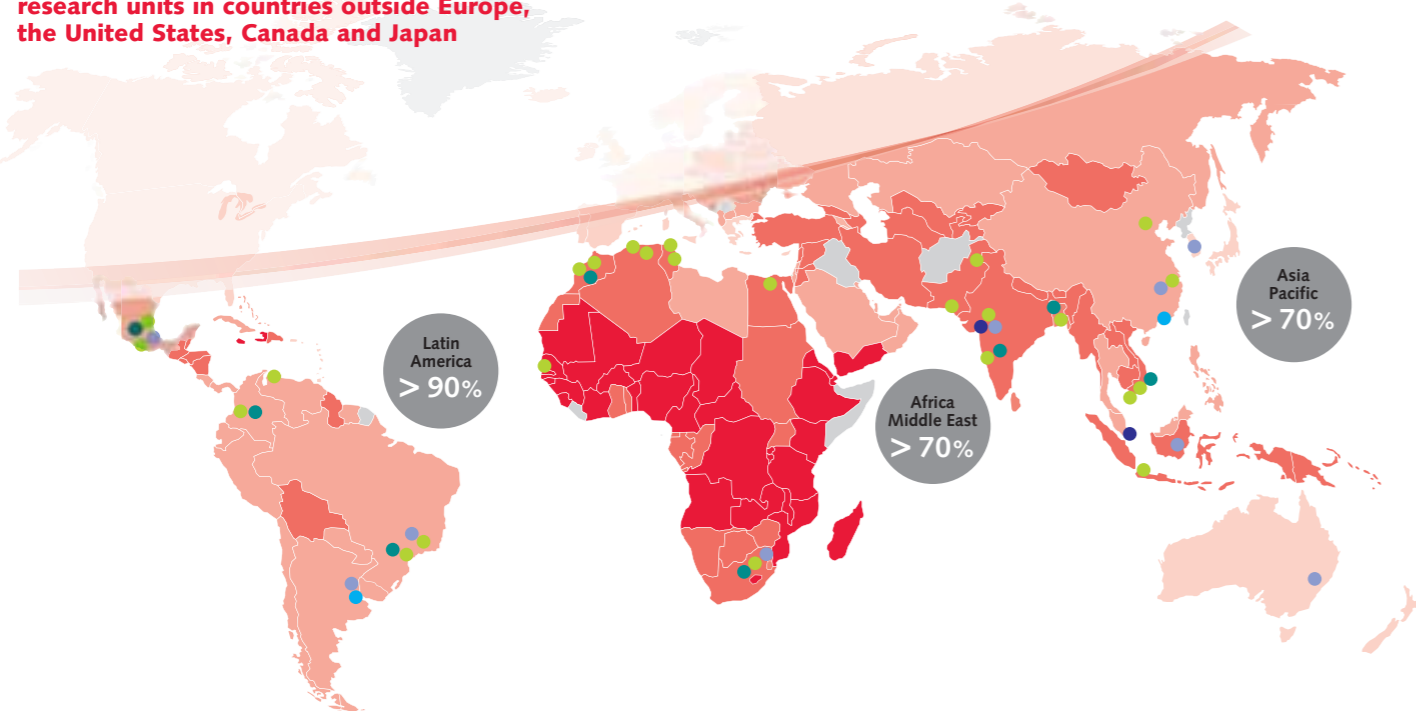 research units in countries outside Europe,
the United States, Canada and Japan
Latin
America
> 90%
Africa
Middle East
> 70%
Asia
Pacific
> 70%